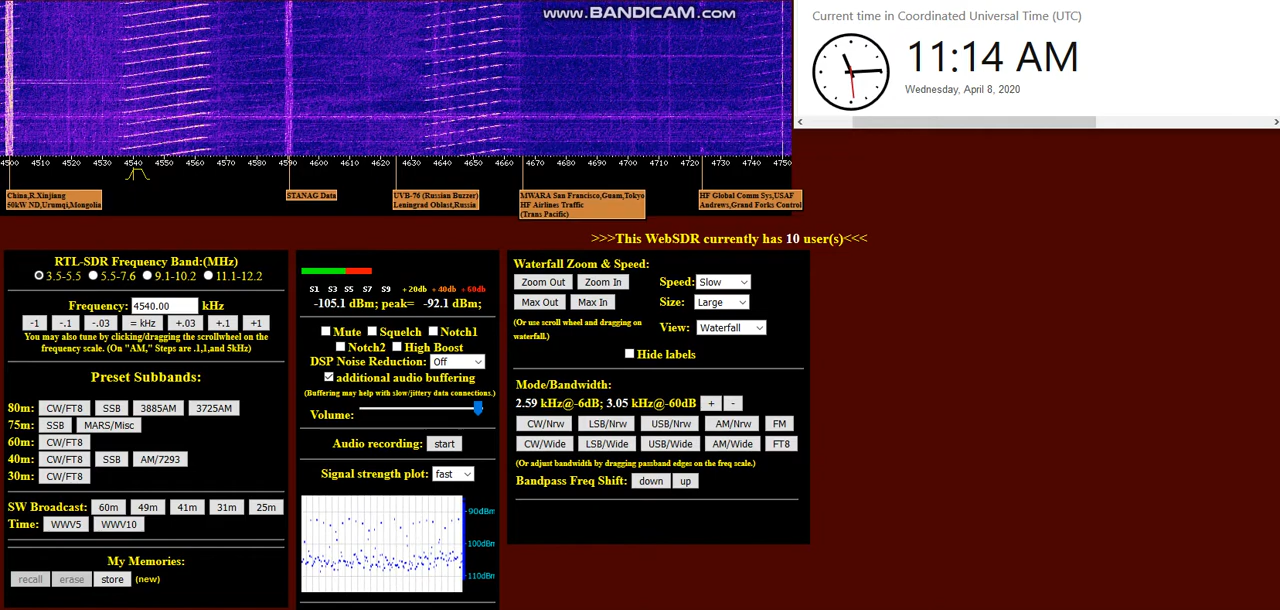 www.BANDICAM.com
Current time in Coordinated Universal Time (UTC)
11:14 AM
Wednesday, April 8, 2020
4500 4510 4520 4530 4540 4550 4560 4570 4580 4590 4600 4610 4620 4630 4640 4650 4660 4670 4680 4690 4700 4710 4720 4730 4740 4750
China,R.Xinjiang
50kW ND,Urumqi,Mongolia
STANAG Data
UVB-76 (Russian Buzzer)
Leningrad Oblast,Russia
MWARA San Francisco,Guam,Tokyo
HF Airlines Traffic
(Trans Pacific)
HF Global Comm Sys,USAF
Andrews,Grand Forks Control
>>>This WebSDR currently has 10 user(s)<<<
RTL-SDR Frequency Band:(MHz)
3.5-5.5 5.5-7.6 9.1-10.2 11.1-12.2
Frequency: 4540.00 kHz
-1 -.1 -.03 = kHz +.03 +.1 +1
You may also tune by clicking/dragging the scrollwheel on the
frequency scale. (On "AM," Steps are .1,1,and 5kHz)
Preset Subbands:
80m: CW/FT8 SSB 3885AM 3725AM
75m: SSB MARS/Misc
60m: CW/FT8
40m: CW/FT8 SSB AM/7293
30m: CW/FT8
SW Broadcast: 60m 49m 41m 31m 25m
Time: WWV5 WWV10
My Memories:
recall erase store (new)
S1 S3 S5 S7 S9 +20db +40db +60db
-105.1 dBm; peak= -92.1 dBm;
Mute Squelch Notch1
Notch2 High Boost
DSP Noise Reduction: Off
additional audio buffering
(Buffering may help with slow/jittery data connections.)
Volume:
Audio recording: start
Signal strength plot: fast
-90dBm
-100dBm
-110dBm
Waterfall Zoom & Speed:
Zoom Out Zoom In Speed: Slow
Max Out Max In Size: Large
(Or use scroll wheel and dragging on
waterfall.)
View: Waterfall
Hide labels
Mode/Bandwidth:
2.59 kHz@-6dB; 3.05 kHz@-60dB + -
CW/Nrw LSB/Nrw USB/Nrw AM/Nrw FM
CW/Wide LSB/Wide USB/Wide AM/Wide FT8
(Or adjust bandwidth by dragging passband edges on the freq scale.)
Bandpass Freq Shift: down up